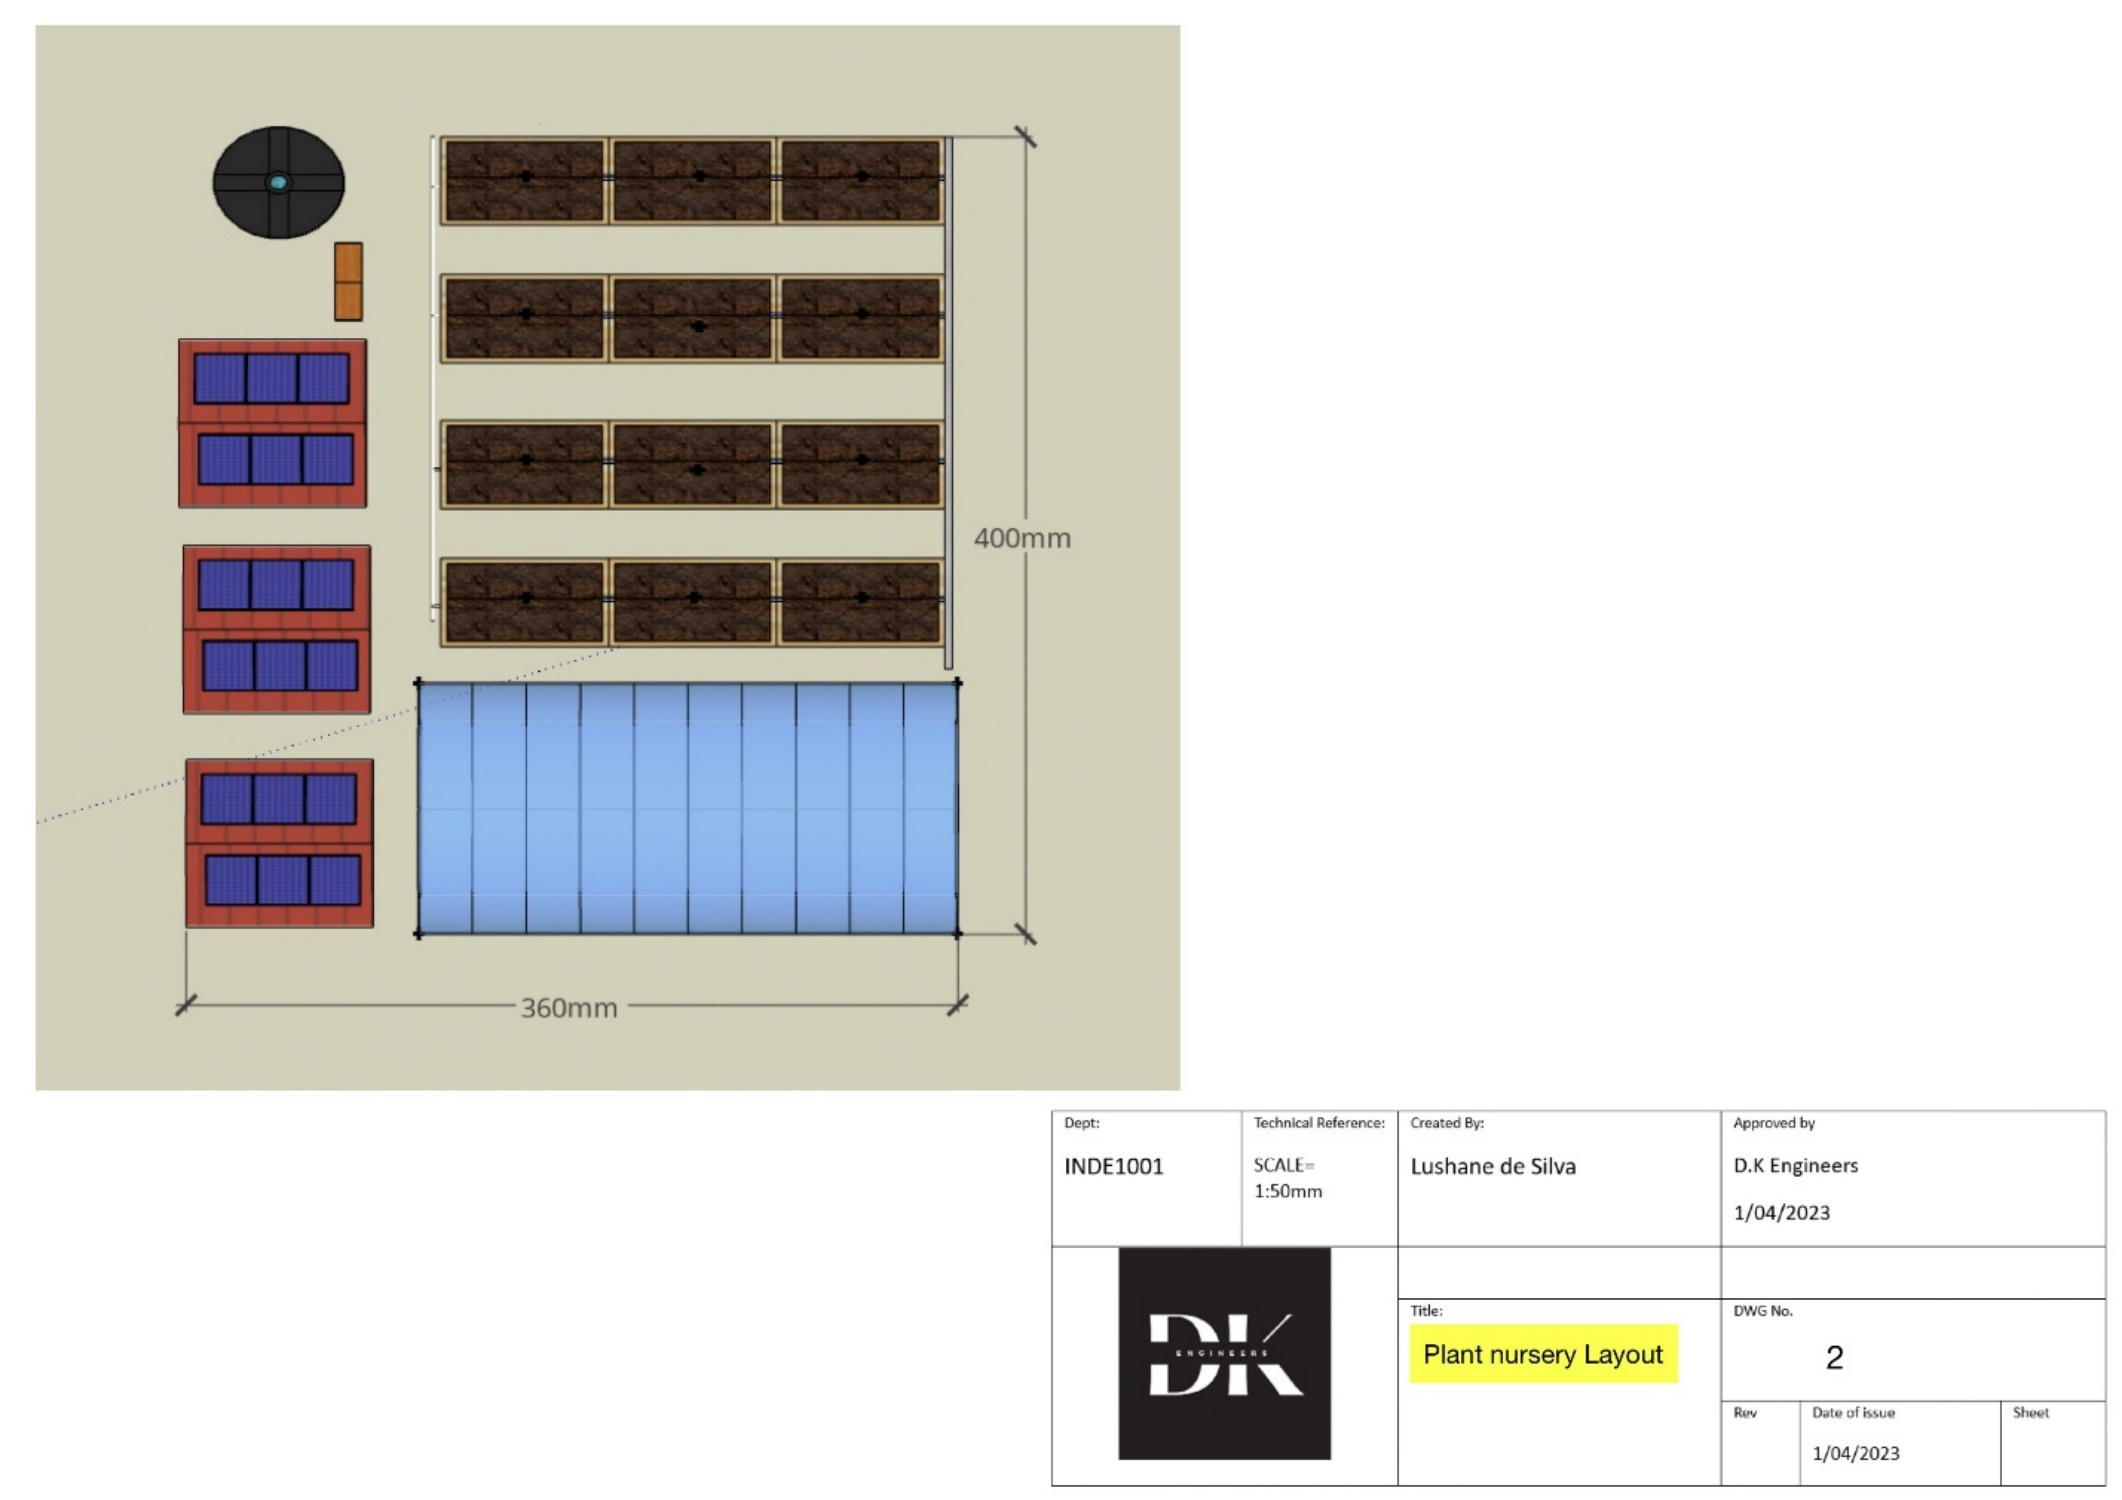 400mm
360mm
Dept:
INDE1001
Technical Reference:
SCALE=
1:50mm
Created By:
Lushane de Silva
Approved by
D.K Engineers
1/04/2023
DK
ENGINEERS
Title:
Plant nursery Layout
DWG No.
2
Rev
Date of issue
1/04/2023
Sheet